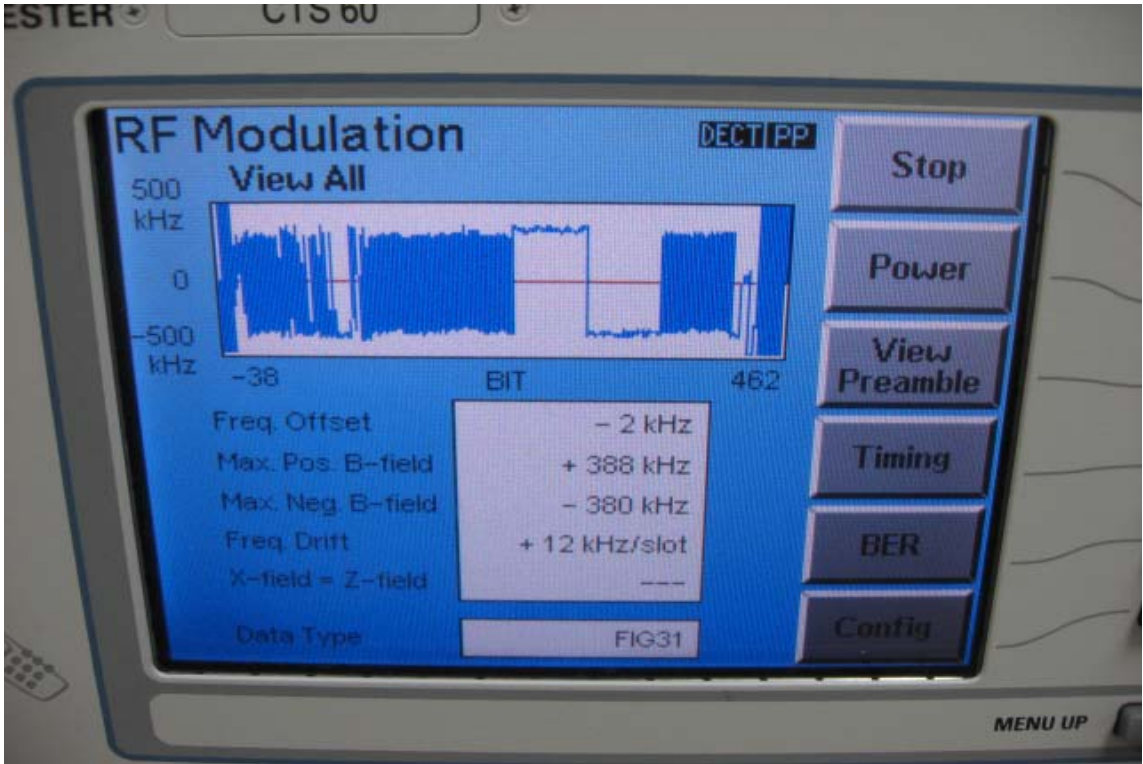 ESTER CTS 60
RF Modulation
DECT PP
View All
500
kHz
0
-500
kHz
-38 BIT 462
Freq. Offset - 2 kHz
Max. Pos. B-field + 388 kHz
Max. Neg. B-field - 380 kHz
Freq. Drift + 12 kHz/slot
X-field = Z-field ---
Data Type FIG31
Stop
Power
View
Preamble
Timing
BER
Config
MENU UP